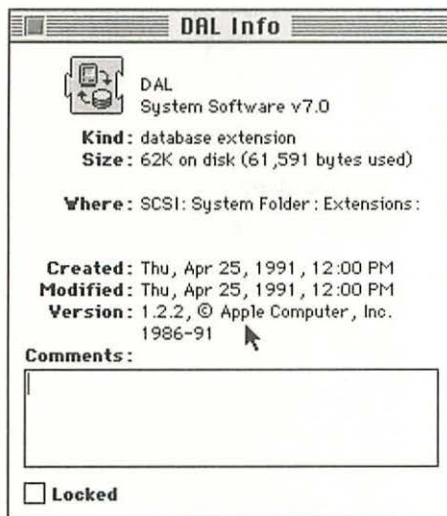 DAL Info
DAL
System Software v7.0
Kind: database extension
Size: 62K on disk (61,591 bytes used)
Where: SCSI: System Folder: Extensions:
Created: Thu, Apr 25, 1991, 12:00 PM
Modified: Thu, Apr 25, 1991, 12:00 PM
Version: 1.2.2, © Apple Computer, Inc.
1986-91
Comments:
Locked